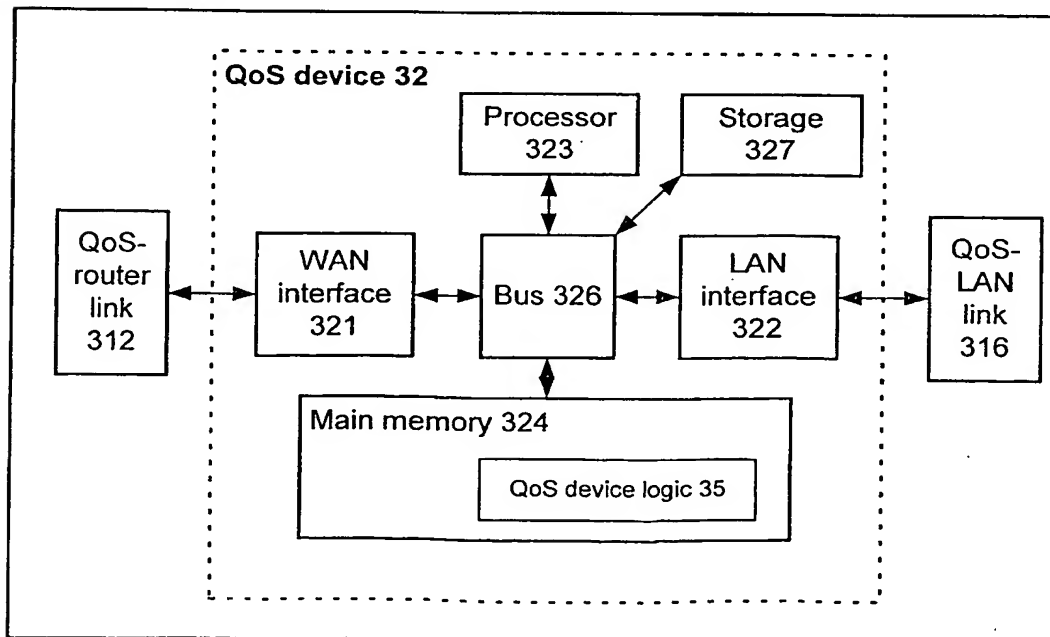 QoS device 32
Processor
323
Storage
327
QoS-
router
link
312
WAN
interface
321
Bus 326
LAN
interface
322
QoS-
LAN
link
316
Main memory 324
QoS device logic 35